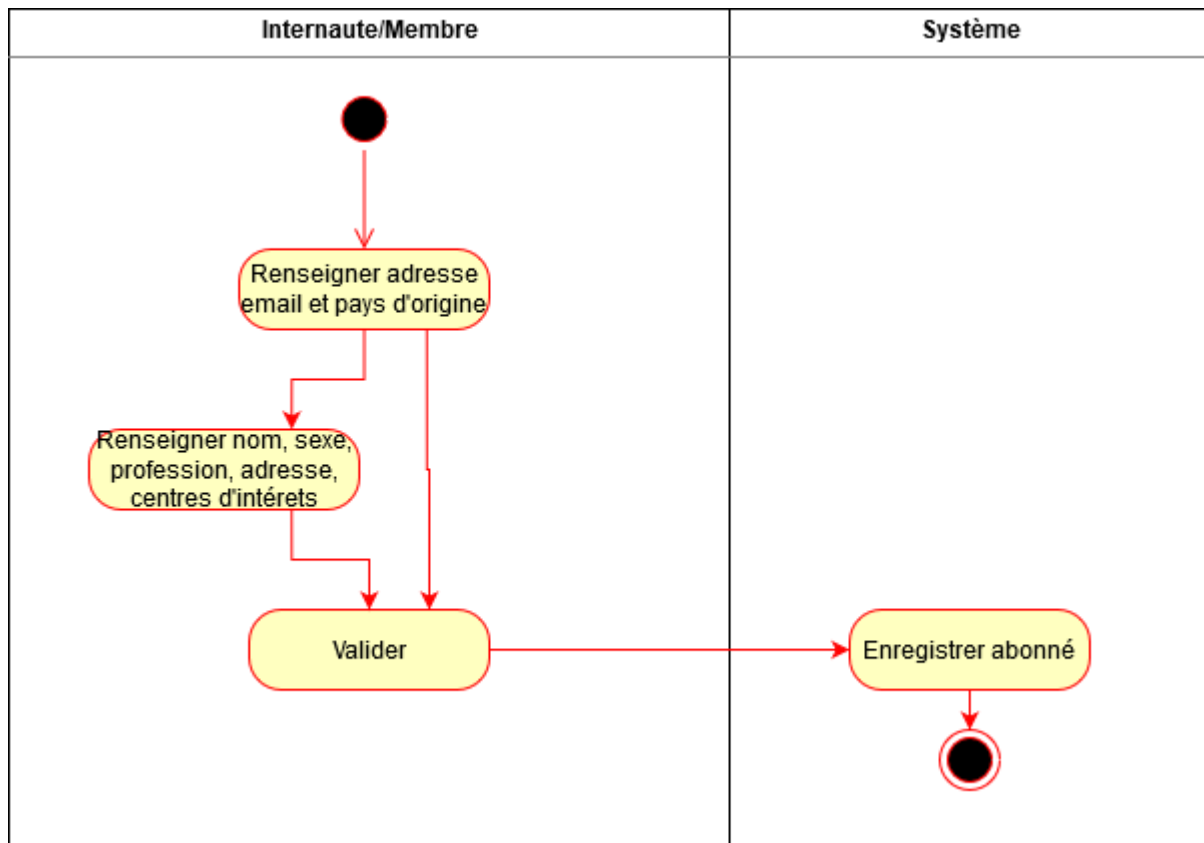 Internaute/Membre
Système
Renseigner adresse
email et pays d'origine
Renseigner nom, sexe,
profession, adresse,
centres d'intérets
Valider
Enregistrer abonné